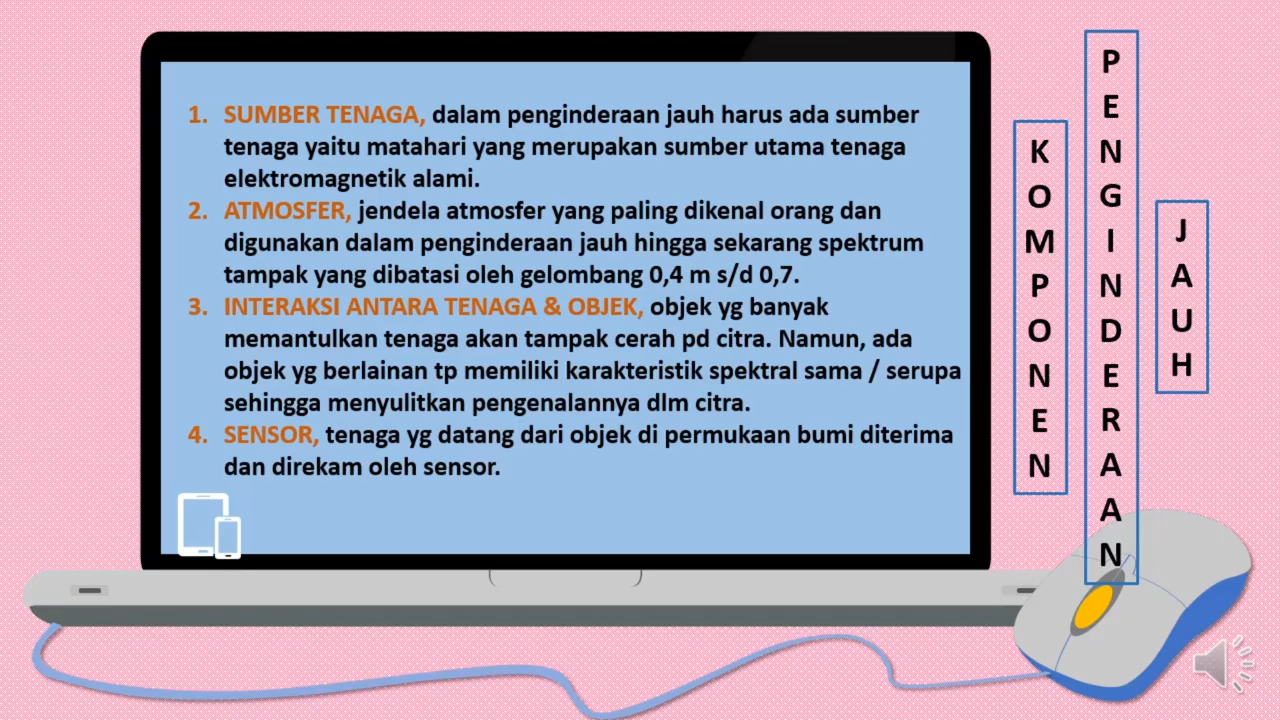 1. SUMBER TENAGA, dalam penginderaan jauh harus ada sumber
tenaga yaitu matahari yang merupakan sumber utama tenaga
elektromagnetik alami.
2. ATMOSFER, jendela atmosfer yang paling dikenal orang dan
digunakan dalam penginderaan jauh hingga sekarang spektrum
tampak yang dibatasi oleh gelombang 0,4 m s/d 0,7.
3. INTERAKSI ANTARA TENAGA & OBJEK, objek yg banyak
memantulkan tenaga akan tampak cerah pd citra. Namun, ada
objek yg berlainan tp memiliki karakteristik spektral sama / serupa
sehingga menyulitkan pengenalannya dlm citra.
4. SENSOR, tenaga yg datang dari objek di permukaan bumi diterima
dan direkam oleh sensor.
KOMPONEN
PENGINDERAAN
JAUH